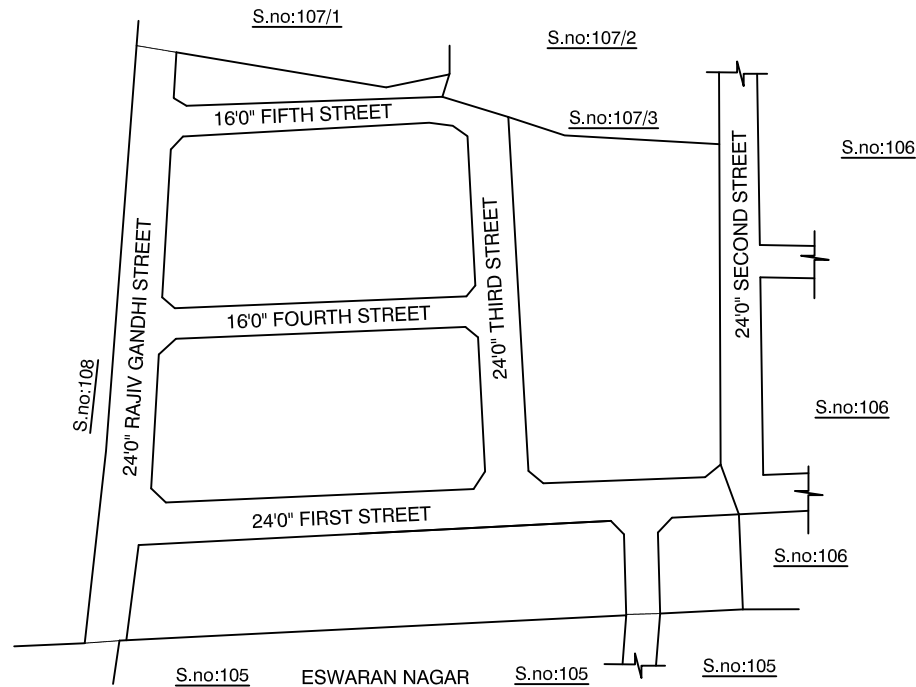 S.no:107/1
S.no:107/2
16'0" FIFTH STREET
S.no:107/3
S.no:106
24'0" SECOND STREET
24'0" THIRD STREET
24'0" RAJIV GANDHI STREET
16'0" FOURTH STREET
S.no:108
S.no:106
24'0" FIRST STREET
S.no:106
S.no:105
ESWARAN NAGAR
S.no:105
S.no:105